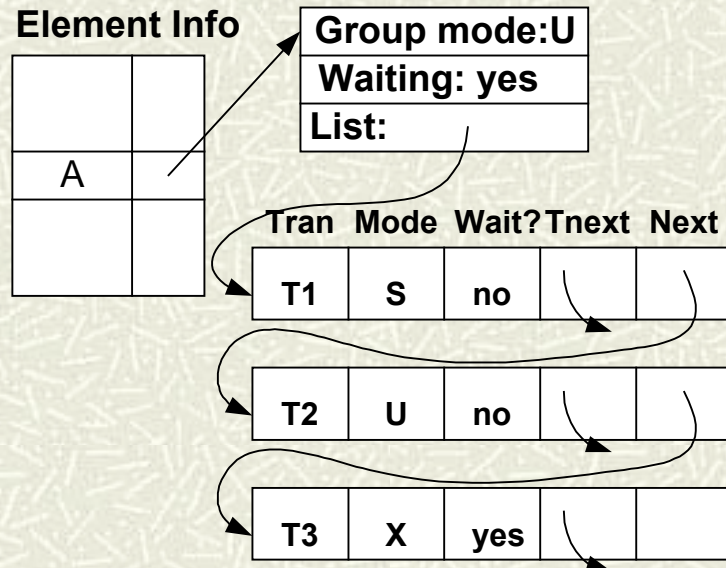 Element Info
Group mode:U
Waiting: yes
List:
A
Tran Mode Wait? Tnext Next
T1 S no
T2 U no
T3 X yes